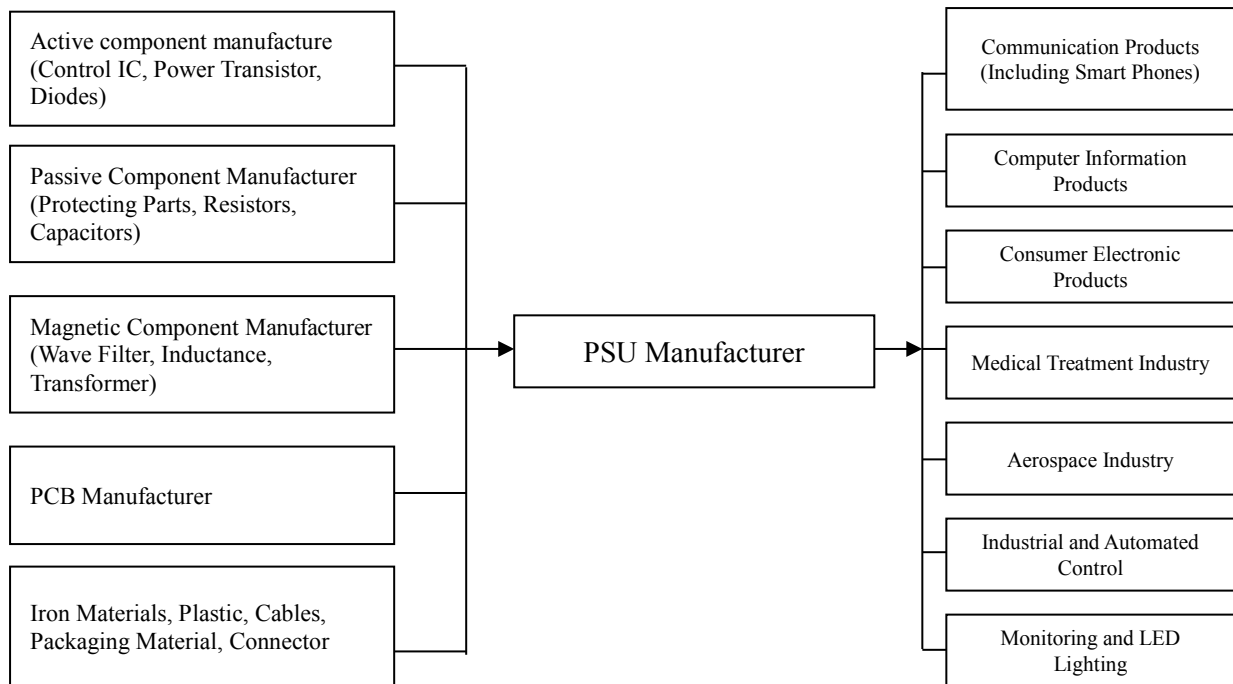 Active component manufacture
(Control IC, Power Transistor,
Diodes)
Passive Component Manufacturer
(Protecting Parts, Resistors,
Capacitors)
Magnetic Component Manufacturer
(Wave Filter, Inductance,
Transformer)
PCB Manufacturer
Iron Materials, Plastic, Cables,
Packaging Material, Connector
PSU Manufacturer
Communication Products
(Including Smart Phones)
Computer Information
Products
Consumer Electronic
Products
Medical Treatment Industry
Aerospace Industry
Industrial and Automated
Control
Monitoring and LED
Lighting